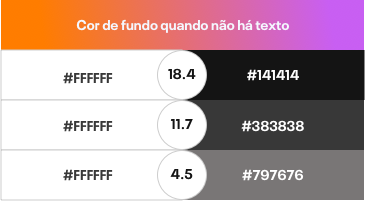 Cor de fundo quando não há texto
#FFFFFF 18.4 #141414
#FFFFFF 11.7 #383838
#FFFFFF 4.5 #797676